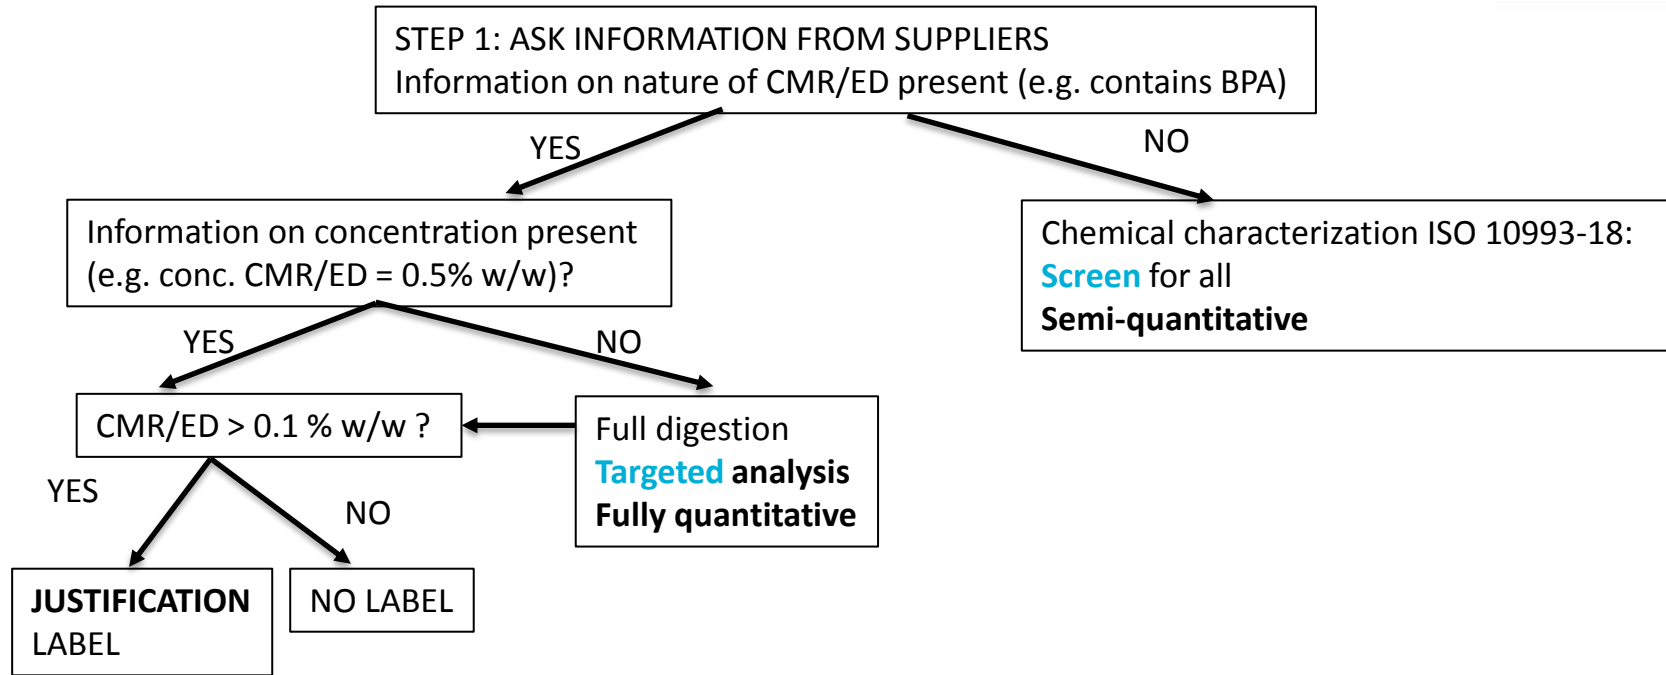 STEP 1: ASK INFORMATION FROM SUPPLIERS
Information on nature of CMR/ED present (e.g. contains BPA)
YES
NO
Information on concentration present
(e.g. conc. CMR/ED = 0.5% w/w)?
Chemical characterization ISO 10993-18:
Screen for all
Semi-quantitative
YES
NO
CMR/ED > 0.1 % w/w ?
Full digestion
Targeted analysis
Fully quantitative
YES
NO
JUSTIFICATION
LABEL
NO LABEL